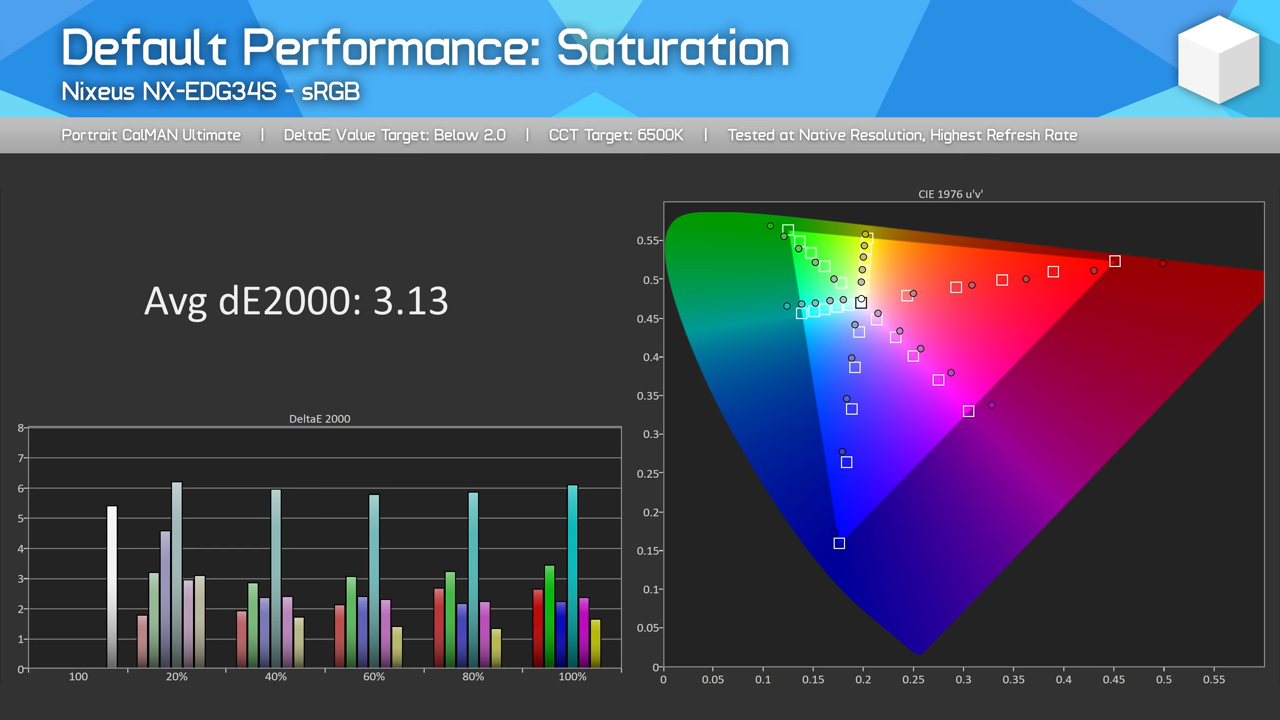 Default Performance: Saturation
Nixeus NX-EDG34S - sRGB
Portrait CalMAN Ultimate | DeltaE Value Target: Below 2.0 | CCT Target: 6500K | Tested at Native Resolution, Highest Refresh Rate
Avg dE2000: 3.13
DeltaE 2000
8
7
6
5
4
3
2
1
0
100 20% 40% 60% 80% 100%
CIE 1976 u'v'
0.55
0.5
0.45
0.4
0.35
0.3
0.25
0.2
0.15
0.1
0.05
0
0 0.05 0.1 0.15 0.2 0.25 0.3 0.35 0.4 0.45 0.5 0.55